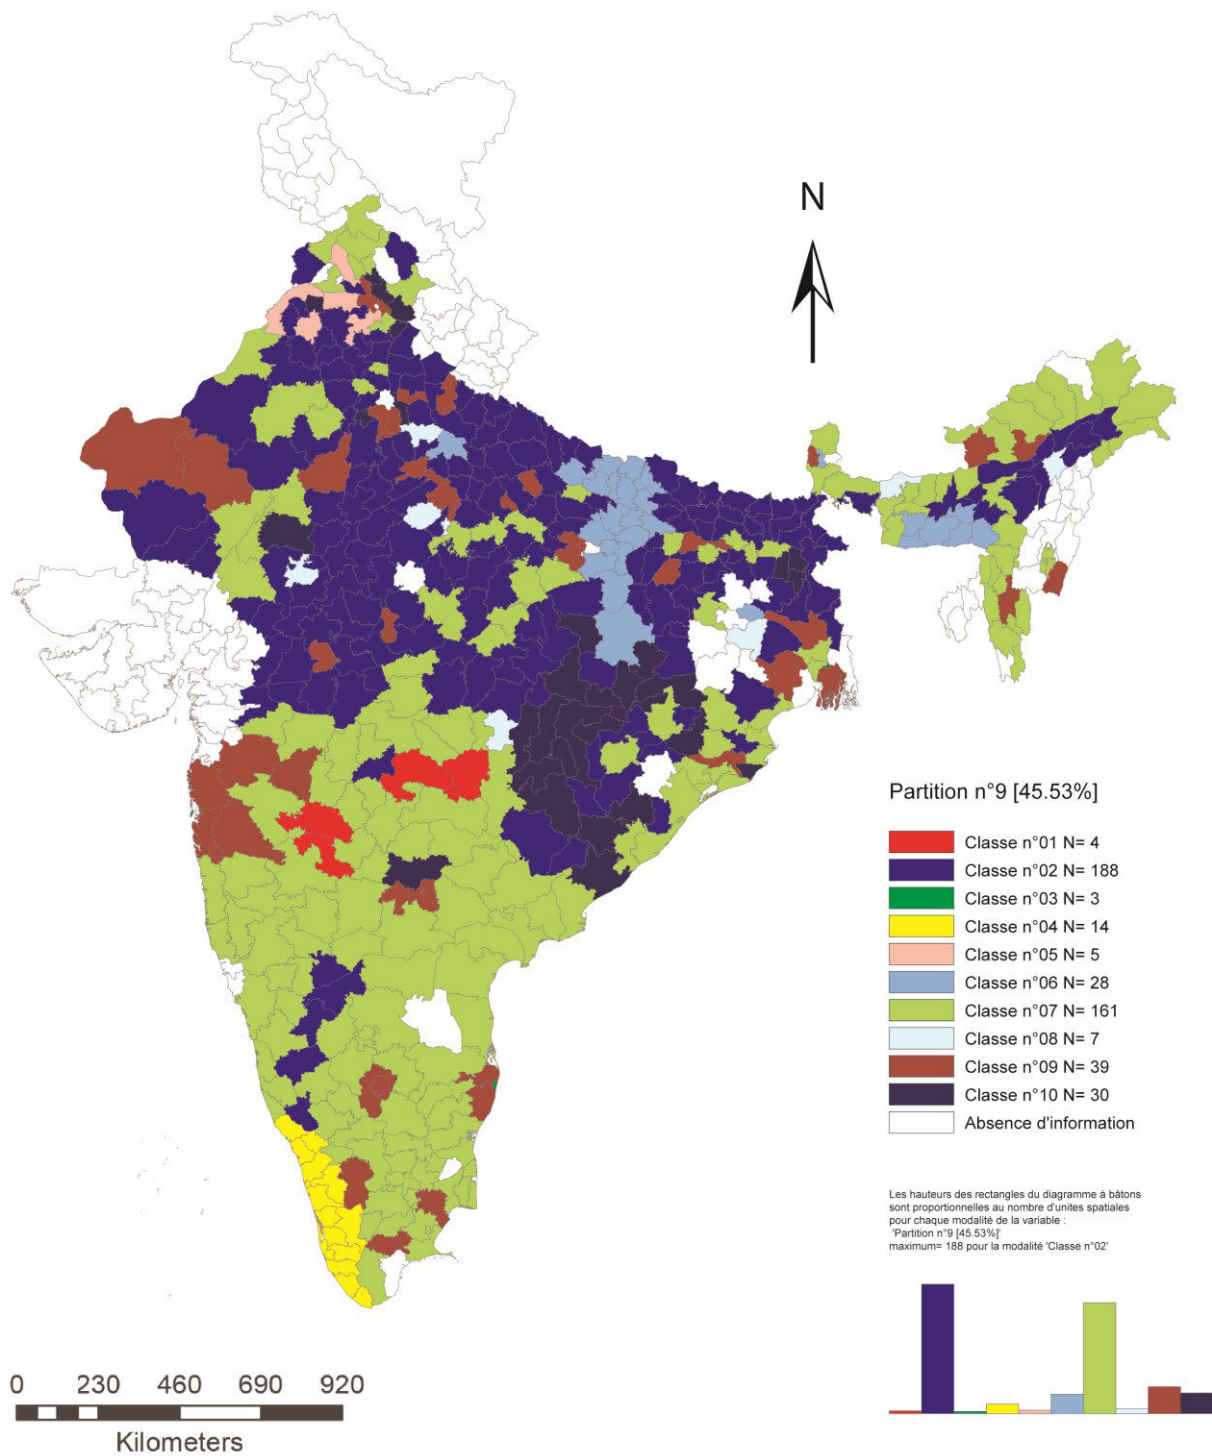 N
Partition n°9 [45.53%]
Classe n°01 N= 4
Classe n°02 N= 188
Classe n°03 N= 3
Classe n°04 N= 14
Classe n°05 N= 5
Classe n°06 N= 28
Classe n°07 N= 161
Classe n°08 N= 7
Classe n°09 N= 39
Classe n°10 N= 30
Absence d'information
Les hauteurs des rectangles du diagramme à bâtons
sont proportionnelles au nombre d'unites spatiales
pour chaque modalité de la variable :
'Partition n°9 [45.53%]'
maximum= 188 pour la modalité 'Classe n°02'
0 230 460 690 920
Kilometers